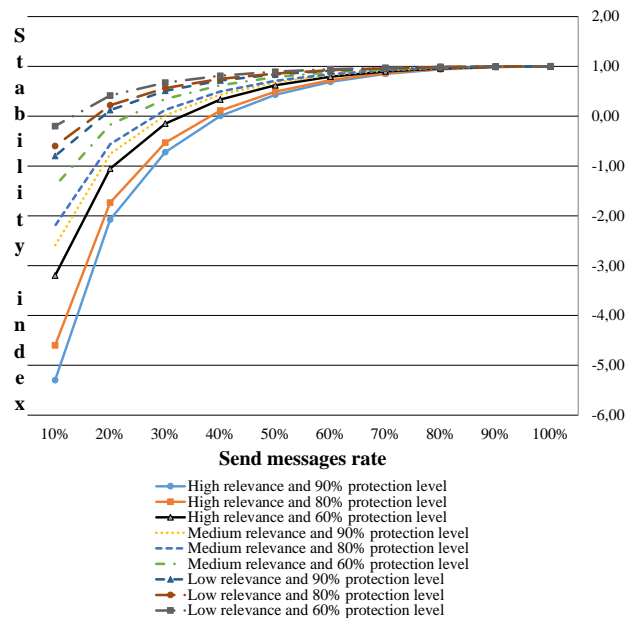 Stability index
2,00
1,00
0,00
-1,00
-2,00
-3,00
-4,00
-5,00
-6,00
10% 20% 30% 40% 50% 60% 70% 80% 90% 100%
Send messages rate
High relevance and 90% protection level
High relevance and 80% protection level
High relevance and 60% protection level
Medium relevance and 90% protection level
Medium relevance and 80% protection level
Medium relevance and 60% protection level
Low relevance and 90% protection level
Low relevance and 80% protection level
Low relevance and 60% protection level